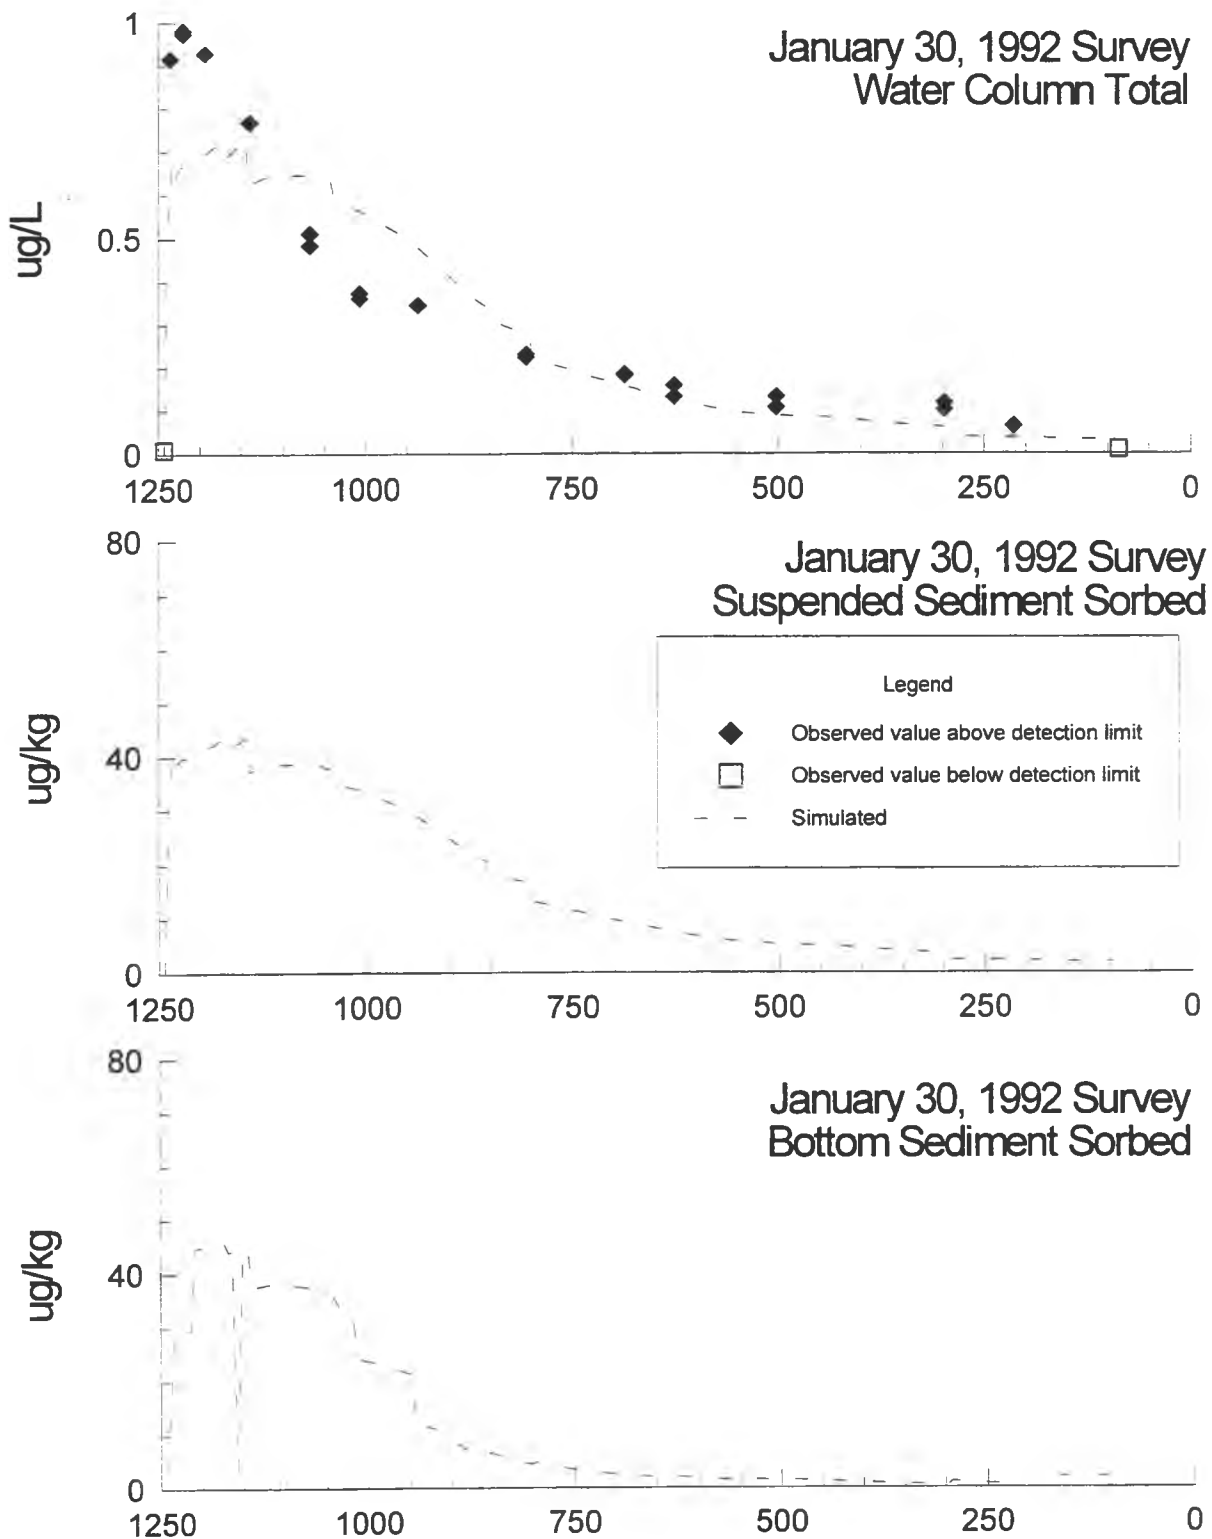 January 30, 1992 Survey
Water Column Total
1
0.5
0
ug/L
1250 1000 750 500 250 0
January 30, 1992 Survey
Suspended Sediment Sorbed
80
40
0
ug/kg
Legend
Observed value above detection limit
Observed value below detection limit
Simulated
1250 1000 750 500 250 0
January 30, 1992 Survey
Bottom Sediment Sorbed
80
40
0
ug/kg
1250 1000 750 500 250 0